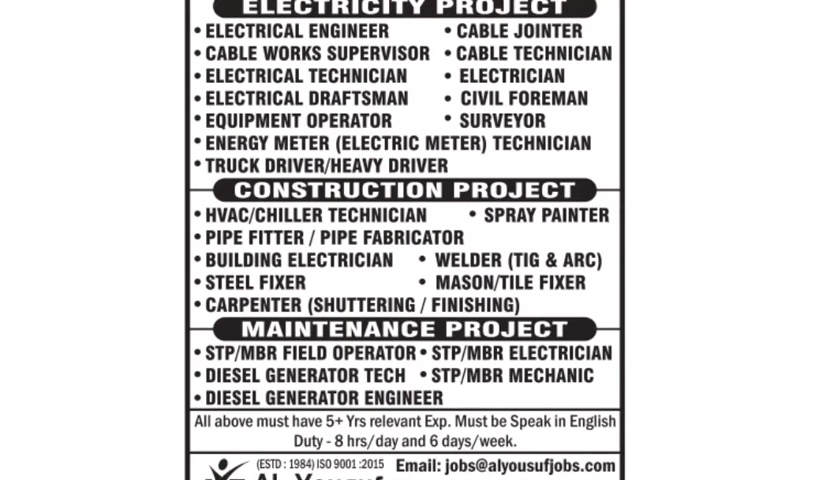 ELECTRICITY PROJECT
• ELECTRICAL ENGINEER • CABLE JOINTER
• CABLE WORKS SUPERVISOR • CABLE TECHNICIAN
• ELECTRICAL TECHNICIAN • ELECTRICIAN
• ELECTRICAL DRAFTSMAN • CIVIL FOREMAN
• EQUIPMENT OPERATOR • SURVEYOR
• ENERGY METER (ELECTRIC METER) TECHNICIAN
• TRUCK DRIVER/HEAVY DRIVER
CONSTRUCTION PROJECT
• HVAC/CHILLER TECHNICIAN • SPRAY PAINTER
• PIPE FITTER / PIPE FABRICATOR
• BUILDING ELECTRICIAN • WELDER (TIG & ARC)
• STEEL FIXER • MASON/TILE FIXER
• CARPENTER (SHUTTERING / FINISHING)
MAINTENANCE PROJECT
• STP/MBR FIELD OPERATOR • STP/MBR ELECTRICIAN
• DIESEL GENERATOR TECH • STP/MBR MECHANIC
• DIESEL GENERATOR ENGINEER
All above must have 5+ Yrs relevant Exp. Must be Speak in English
Duty - 8 hrs/day and 6 days/week.
(ESTD : 1984) ISO 9001 :2015 Email: jobs@alyousufjobs.com
Al Yousuf